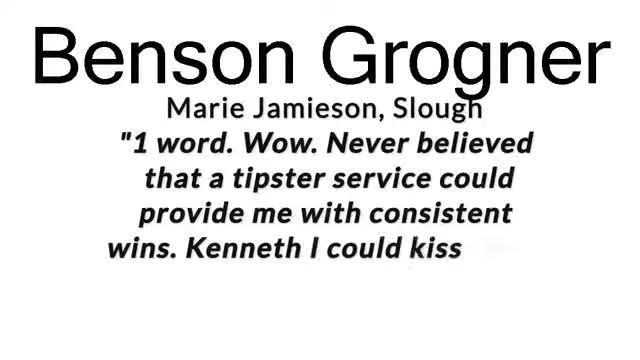 Benson Grogner
Marie Jamieson, Slough
"1 word. Wow. Never believed
that a tipster service could
provide me with consistent
wins. Kenneth I could kiss